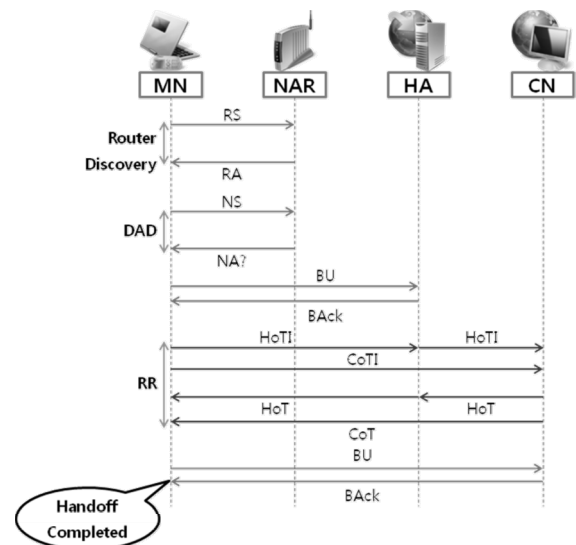 MN NAR HA CN
RS
Router
Discovery
RA
NS
DAD
NA?
BU
BAck
HoTI HoTI
CoTI
RR
HoT HoT
CoT
BU
BAck
Handoff
Completed